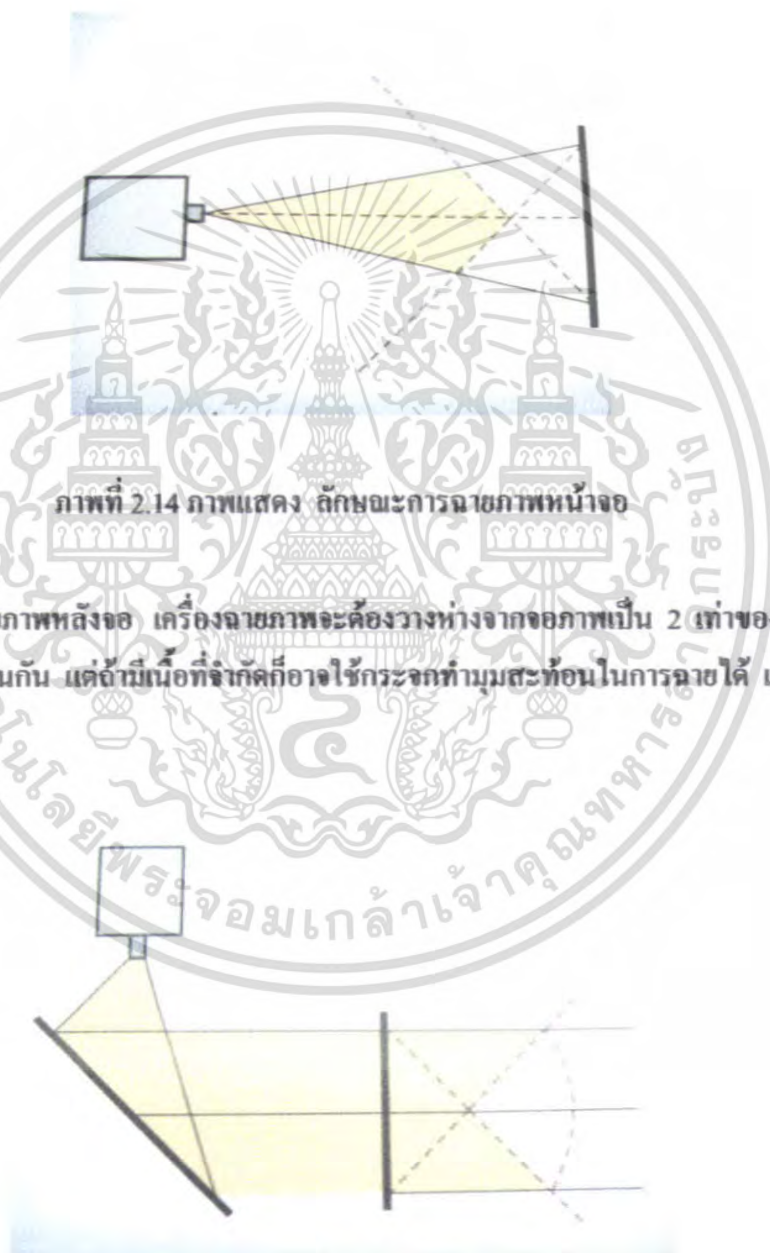 ภาพที่ 2.14 ภาพแสดง ลักษณะการฉายภาพหน้าจอ
ภาพหลังจอ เครื่องฉายภาพจะต้องวางห่างจากจอภาพเป็น 2 เท่าของ
นกัน แต่ถ้ามีเนื้อที่จำกัดก็อาจใช้กระจกทำมุมสะท้อนในการฉายได้
พระจอมเกล้าเจ้าคุณทหาร